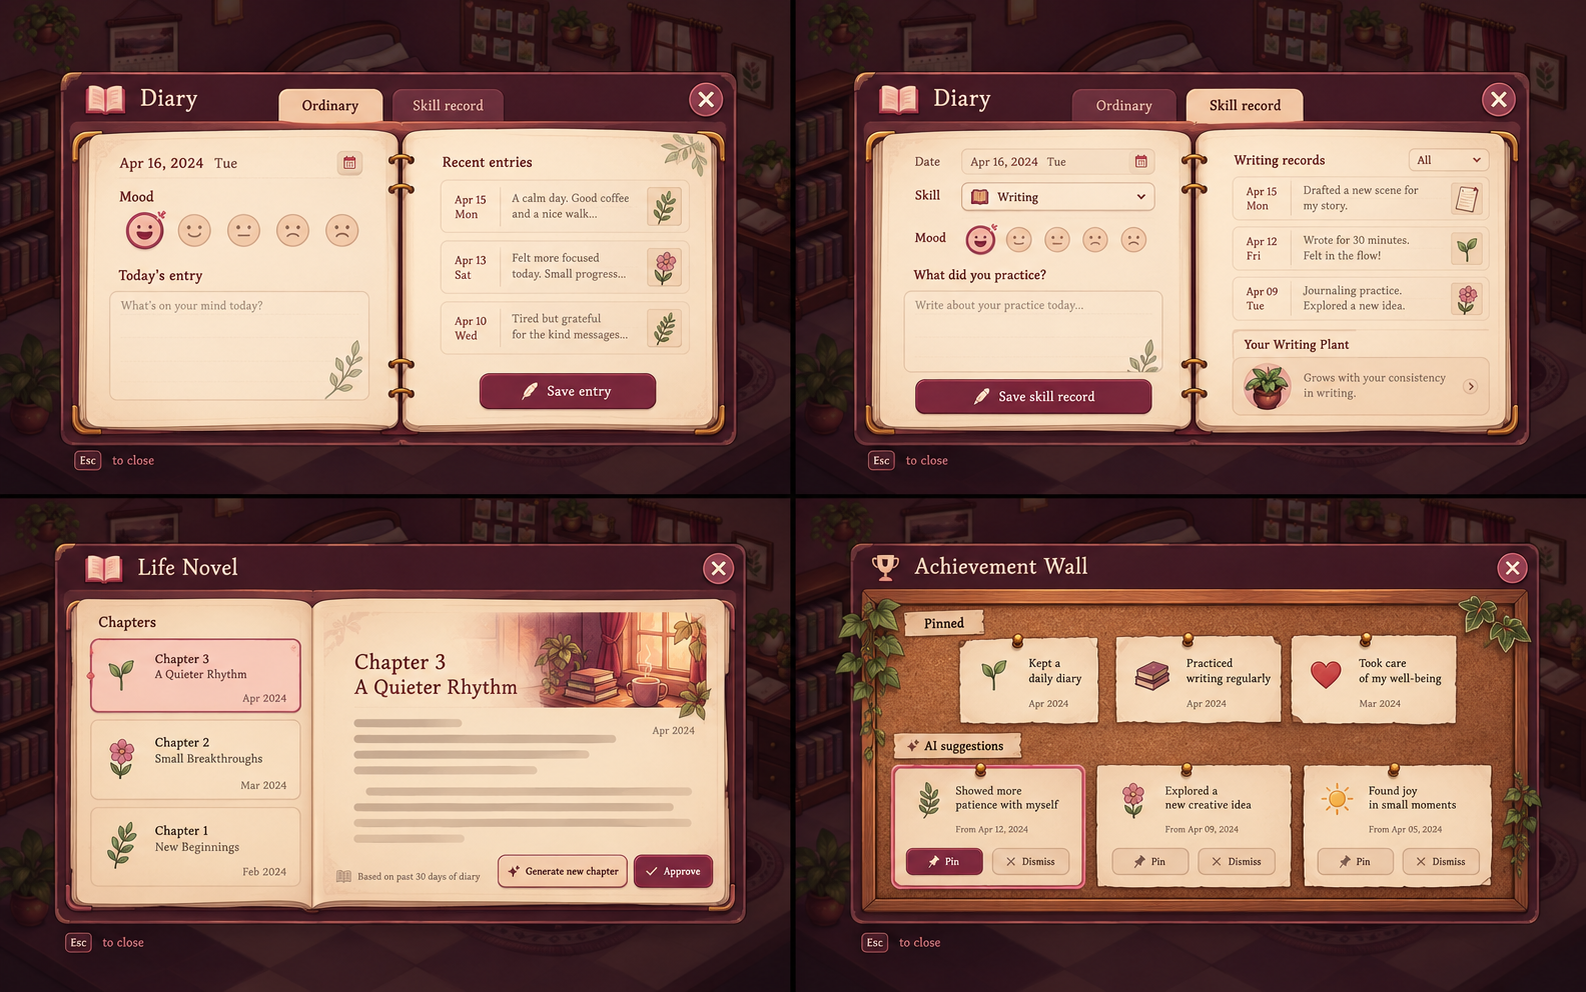 Diary
Ordinary
Skill record
Apr 16, 2024 Tue
Mood
Today's entry
What's on your mind today?
Recent entries
Apr 15
Mon
A calm day. Good coffee
and a nice walk...
Apr 13
Sat
Felt more focused
today. Small progress...
Apr 10
Wed
Tired but grateful
for the kind messages...
Save entry
Esc to close
Diary
Ordinary
Skill record
Date
Apr 16, 2024 Tue
Skill
Writing
Mood
What did you practice?
Write about your practice today...
Save skill record
Writing records
All
Apr 15
Mon
Drafted a new scene for
my story.
Apr 12
Fri
Wrote for 30 minutes.
Felt in the flow!
Apr 09
Tue
Journaling practice.
Explored a new idea.
Your Writing Plant
Grows with your consistency
in writing.
Esc to close
Life Novel
Chapters
Chapter 3
A Quieter Rhythm
Apr 2024
Chapter 2
Small Breakthroughs
Mar 2024
Chapter 1
New Beginnings
Feb 2024
Chapter 3
A Quieter Rhythm
Apr 2024
Based on past 30 days of diary
Generate new chapter
Approve
Esc to close
Achievement Wall
Pinned
Kept a
daily diary
Apr 2024
Practiced
writing regularly
Apr 2024
Took care
of my well-being
Mar 2024
AI suggestions
Showed more
patience with myself
From Apr 12, 2024
Pin
Dismiss
Explored a
new creative idea
From Apr 09, 2024
Pin
Dismiss
Found joy
in small moments
From Apr 05, 2024
Pin
Dismiss
Esc to close